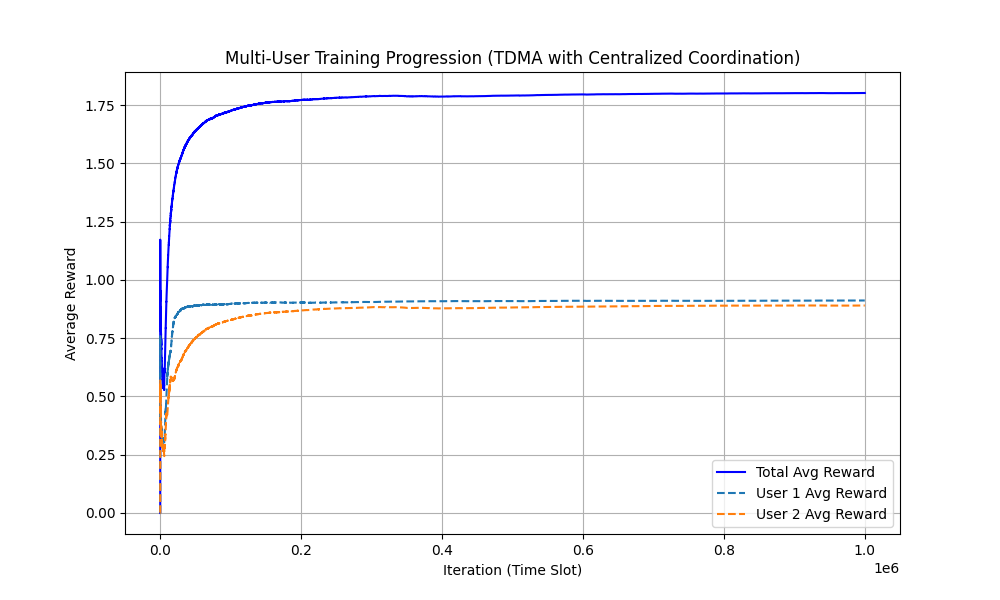 Multi-User Training Progression (TDMA with Centralized Coordination)
Average Reward
1.75
1.50
1.25
1.00
0.75
0.50
0.25
0.00
0.0 0.2 0.4 0.6 0.8 1.0
1e6
Iteration (Time Slot)
Total Avg Reward
User 1 Avg Reward
User 2 Avg Reward